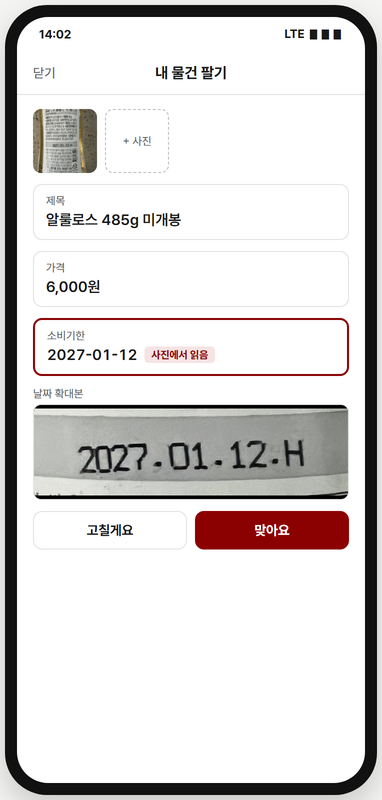 14:02 LTE
닫기 내 물건 팔기
+ 사진
제목
알룰로스 485g 미개봉
가격
6,000원
소비기한
2027-01-12 사진에서 읽음
날짜 확대본
2027.01.12.H
고칠게요 맞아요